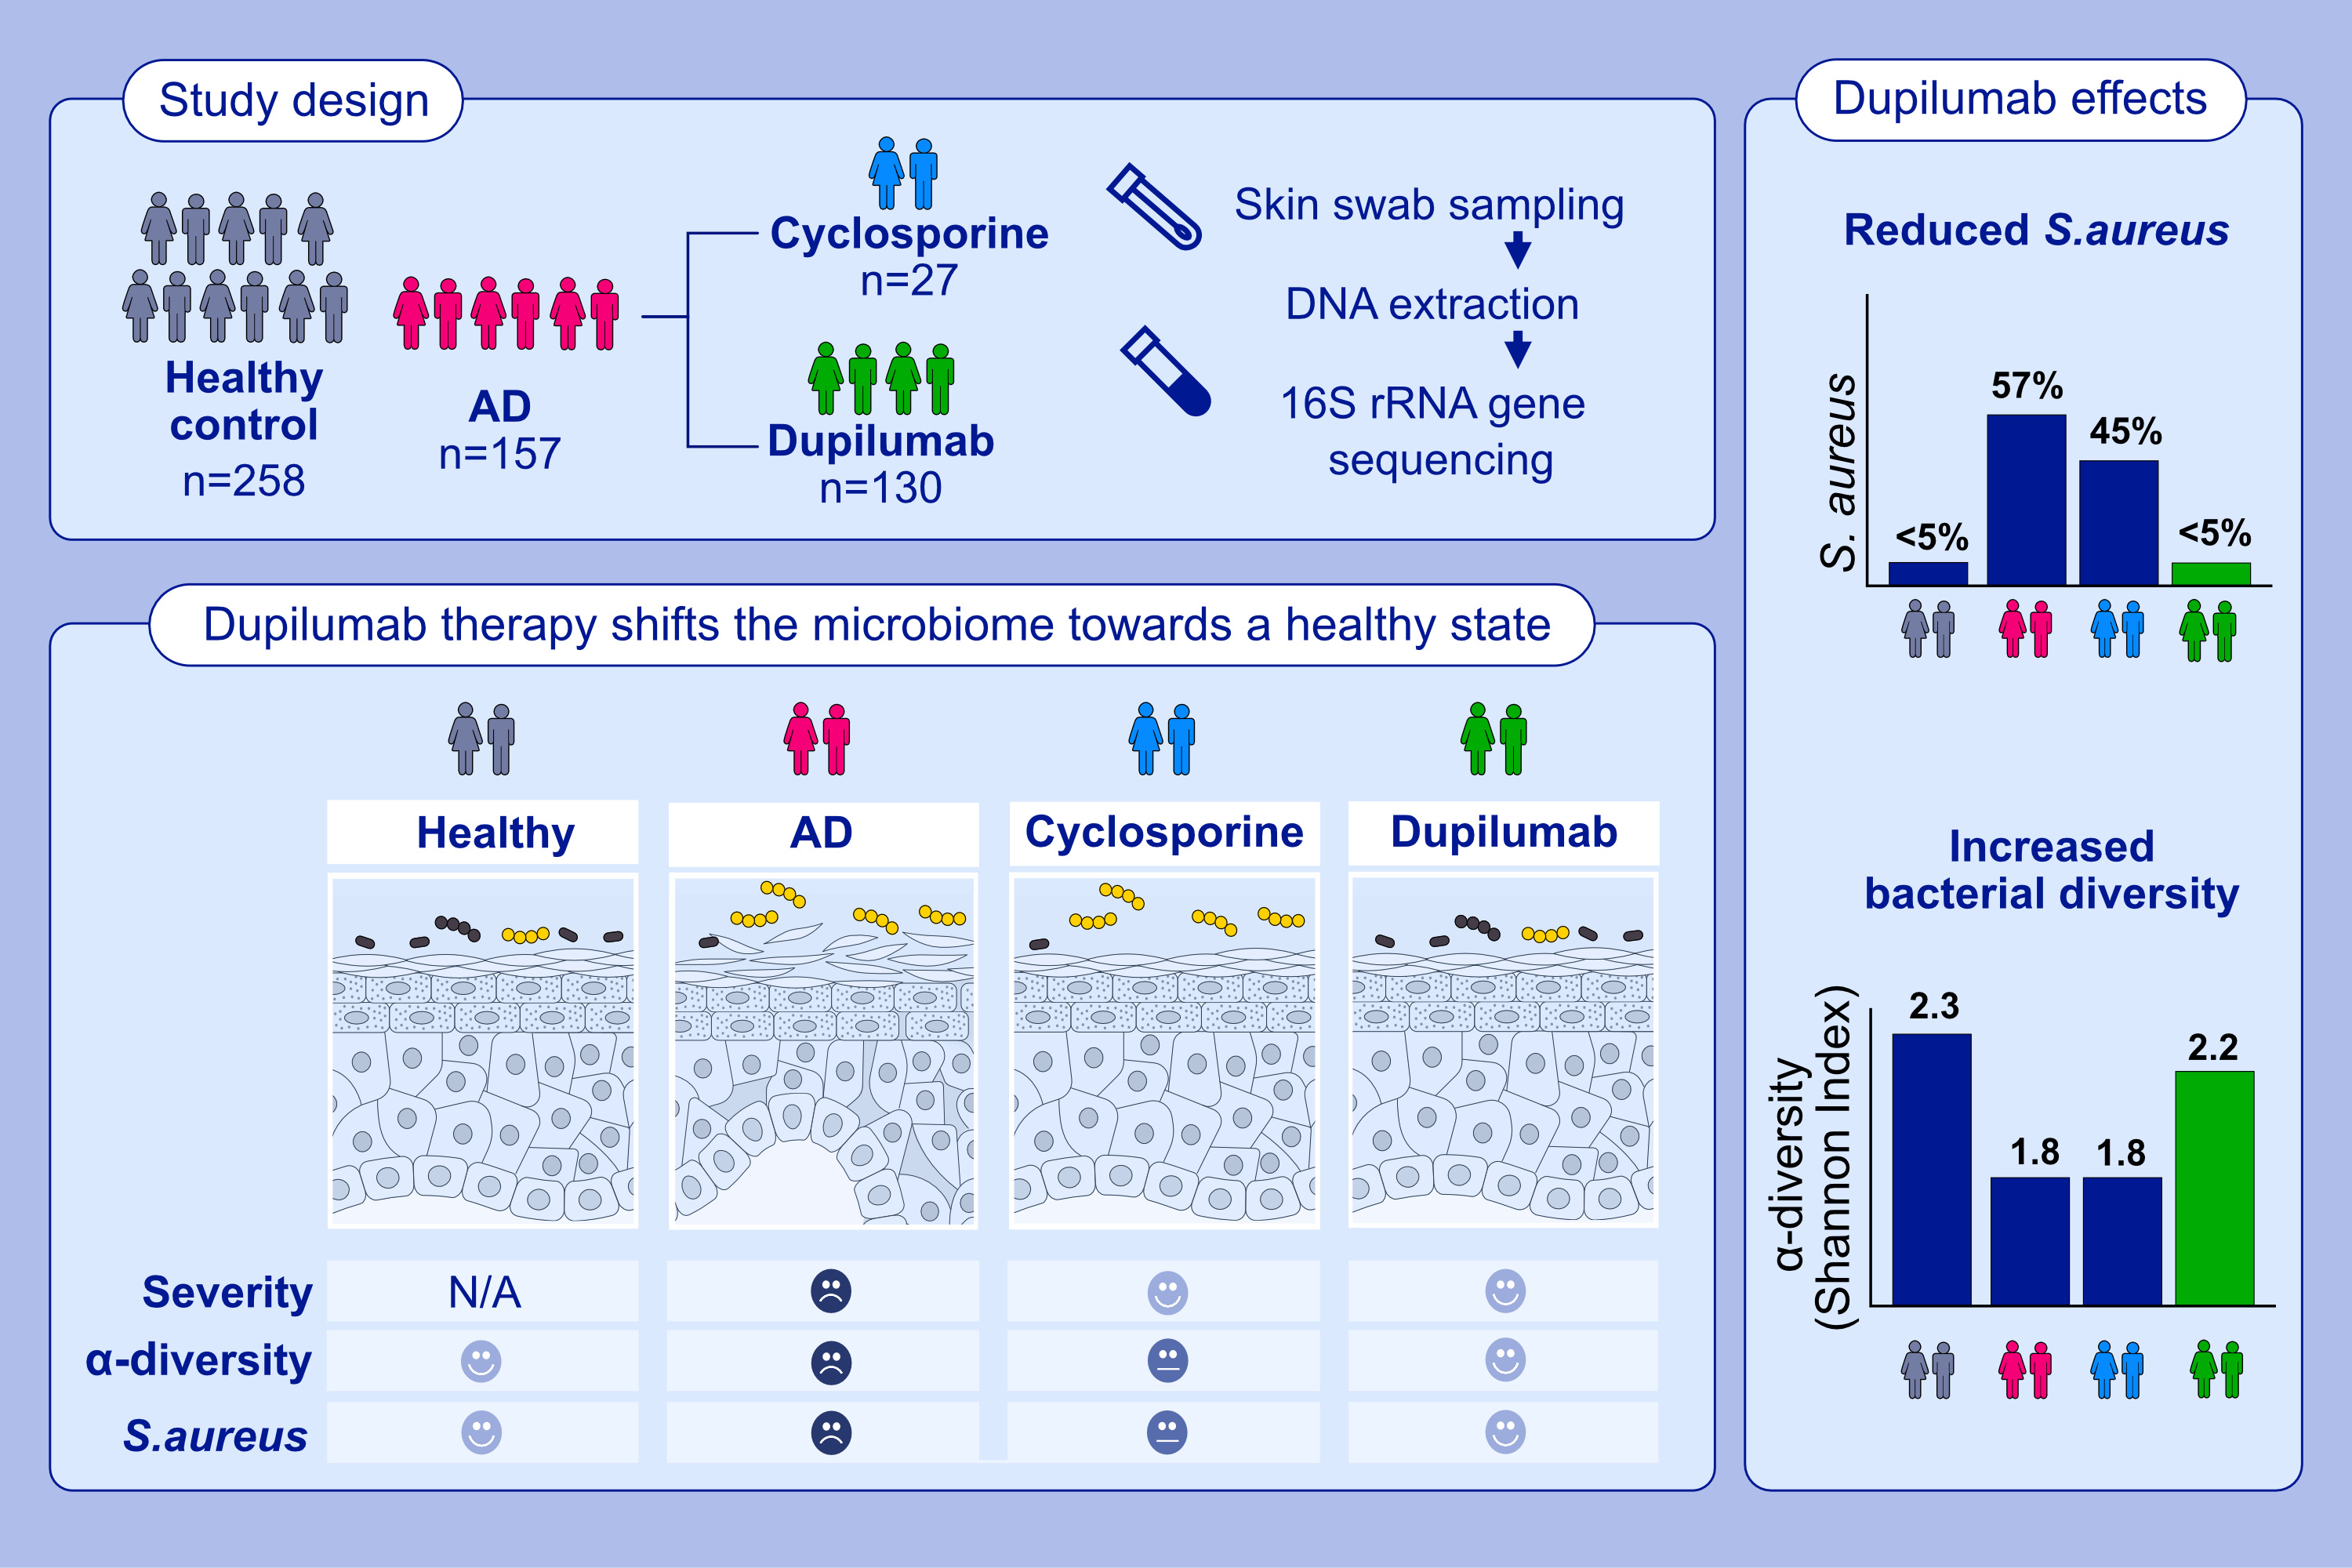 Study design
Healthy
control
n=258
AD
n=157
Cyclosporine
n=27
Dupilumab
n=130
Skin swab sampling
DNA extraction
16S rRNA gene
sequencing
Dupilumab therapy shifts the microbiome towards a healthy state
Healthy
AD
Cyclosporine
Dupilumab
Severity
N/A
α-diversity
S.aureus
Dupilumab effects
Reduced S.aureus
S. aureus
<5%
57%
45%
<5%
Increased
bacterial diversity
α-diversity
(Shannon Index)
2.3
1.8
1.8
2.2